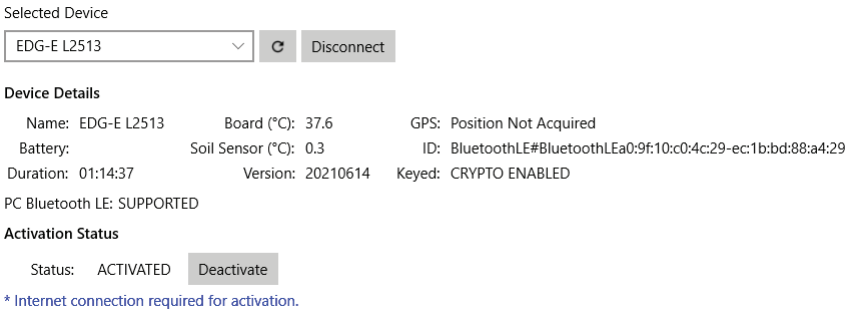 Selected Device
EDG-E L2513 Disconnect
Device Details
Name: EDG-E L2513 Board (°C): 37.6 GPS: Position Not Acquired
Battery: Soil Sensor (°C): 0.3 ID: BluetoothLE#BluetoothLEa0:9f:10:c0:4c:29-ec:1b:bd:88:a4:29
Duration: 01:14:37 Version: 20210614 Keyed: CRYPTO ENABLED
PC Bluetooth LE: SUPPORTED
Activation Status
Status: ACTIVATED Deactivate
* Internet connection required for activation.